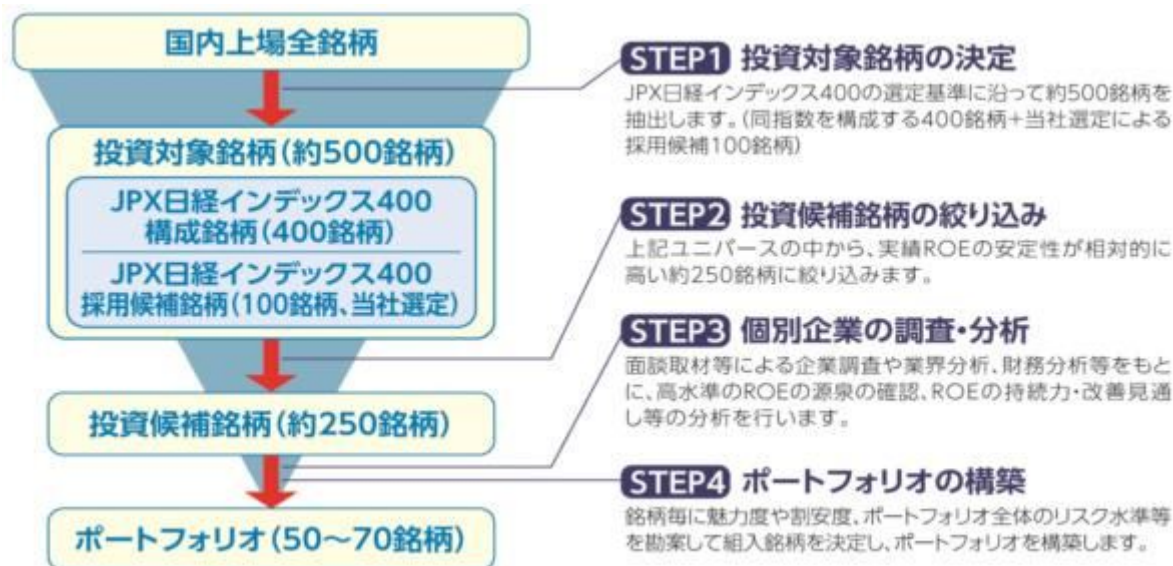 国内上場全銘柄
投資対象銘柄(約500銘柄)
JPX日経インデックス400
構成銘柄(400銘柄)
JPX日経インデックス400
採用候補銘柄(100銘柄、当社選定)
投資候補銘柄(約250銘柄)
ポートフォリオ(50〜70銘柄)
STEP1 投資対象銘柄の決定
JPX日経インデックス400の選定基準に沿って約500銘柄を
抽出します。(同指数を構成する400銘柄+当社選定による
採用候補100銘柄)
STEP2 投資候補銘柄の絞り込み
上記ユニバースの中から、実績ROEの安定性が相対的に
高い約250銘柄に絞り込みます。
STEP3 個別企業の調査・分析
面談取材等による企業調査や業界分析、財務分析等をもと
に、高水準のROEの源泉の確認、ROEの持続力・改善見通
し等の分析を行います。
STEP4 ポートフォリオの構築
銘柄毎に魅力度や割安度、ポートフォリオ全体のリスク水準等
を勘案して組入銘柄を決定し、ポートフォリオを構築します。